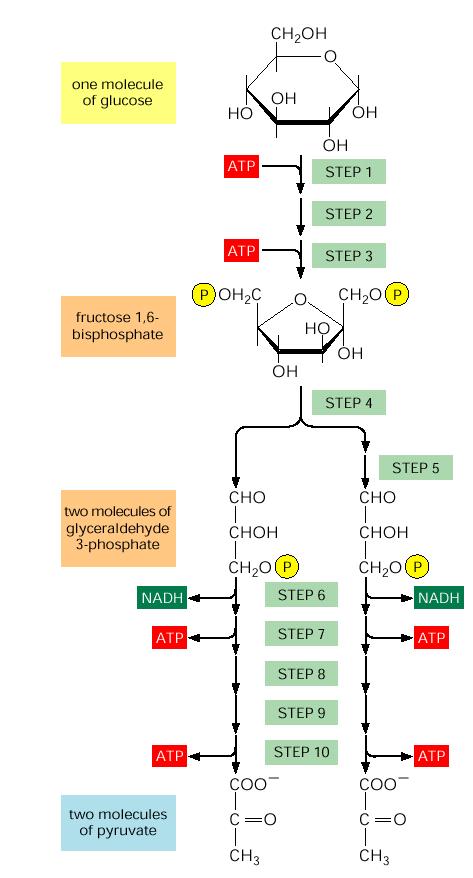 CH₂OH
O
one molecule
of glucose
OH
HO
OH
OH
ATP
STEP 1
STEP 2
ATP
STEP 3
P OH₂C
O
CH₂O P
fructose 1,6-
bisphosphate
HO
OH
OH
STEP 4
STEP 5
two molecules of
glyceraldehyde
3-phosphate
CHO
CHO
CHOH
CHOH
CH₂O P
CH₂O P
NADH
STEP 6
NADH
ATP
STEP 7
ATP
STEP 8
STEP 9
ATP
STEP 10
ATP
two molecules
of pyruvate
COO⁻
COO⁻
C=O
C=O
CH₃
CH₃